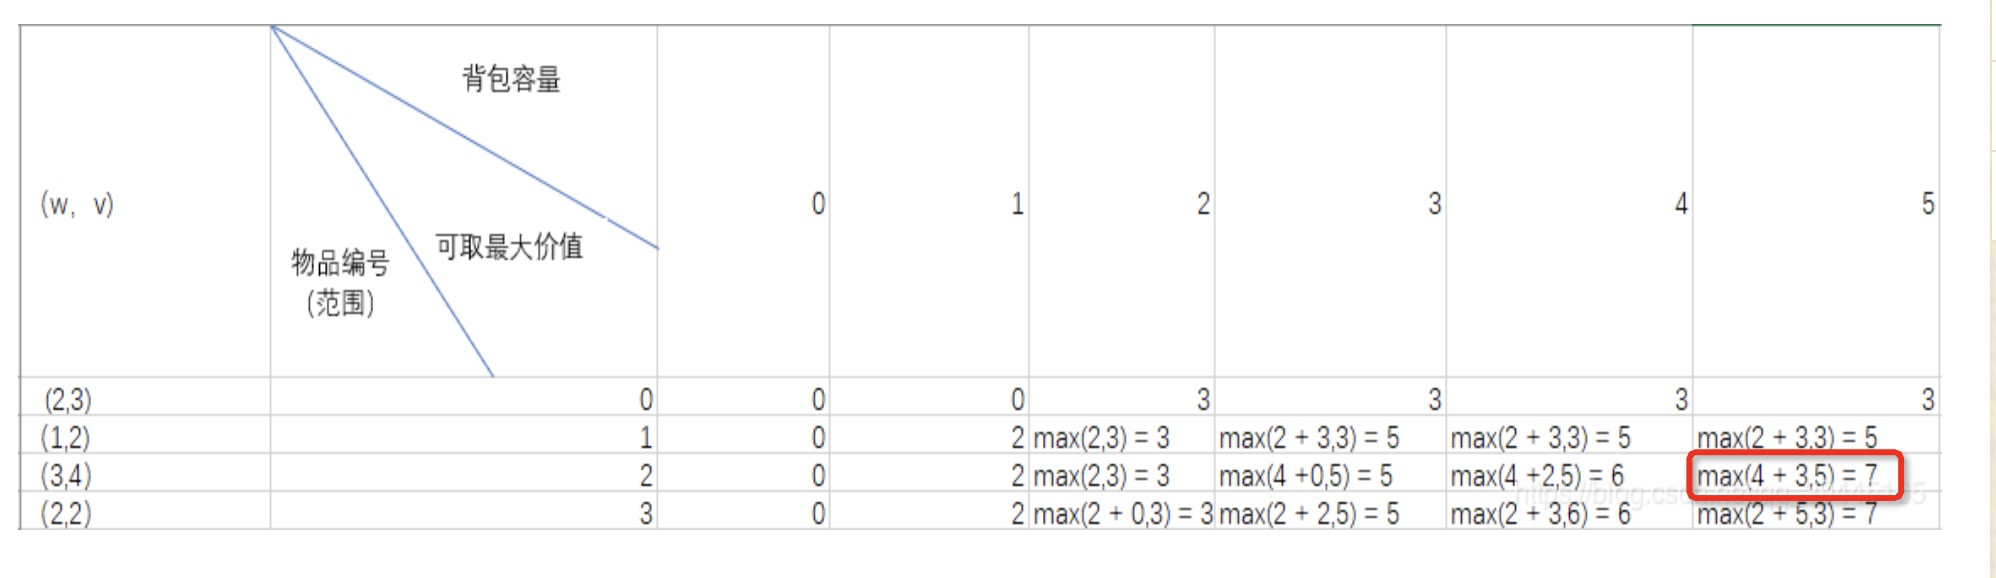 背包容量
(w, v)
0 1 2 3 4 5
可取最大价值
物品编号
(范围)
(2,3) 0 0 0 3 3 3 3
(1,2) 1 0 2 max(2,3) = 3 max(2 + 3,3) = 5 max(2 + 3,3) = 5 max(2 + 3,3) = 5
(3,4) 2 0 2 max(2,3) = 3 max(4 +0,5) = 5 max(4 +2,5) = 6 max(4 + 3,5) = 7
(2,2) 3 0 2 max(2 + 0,3) = 3 max(2 + 2,5) = 5 max(2 + 3,6) = 6 max(2 + 5,3) = 7